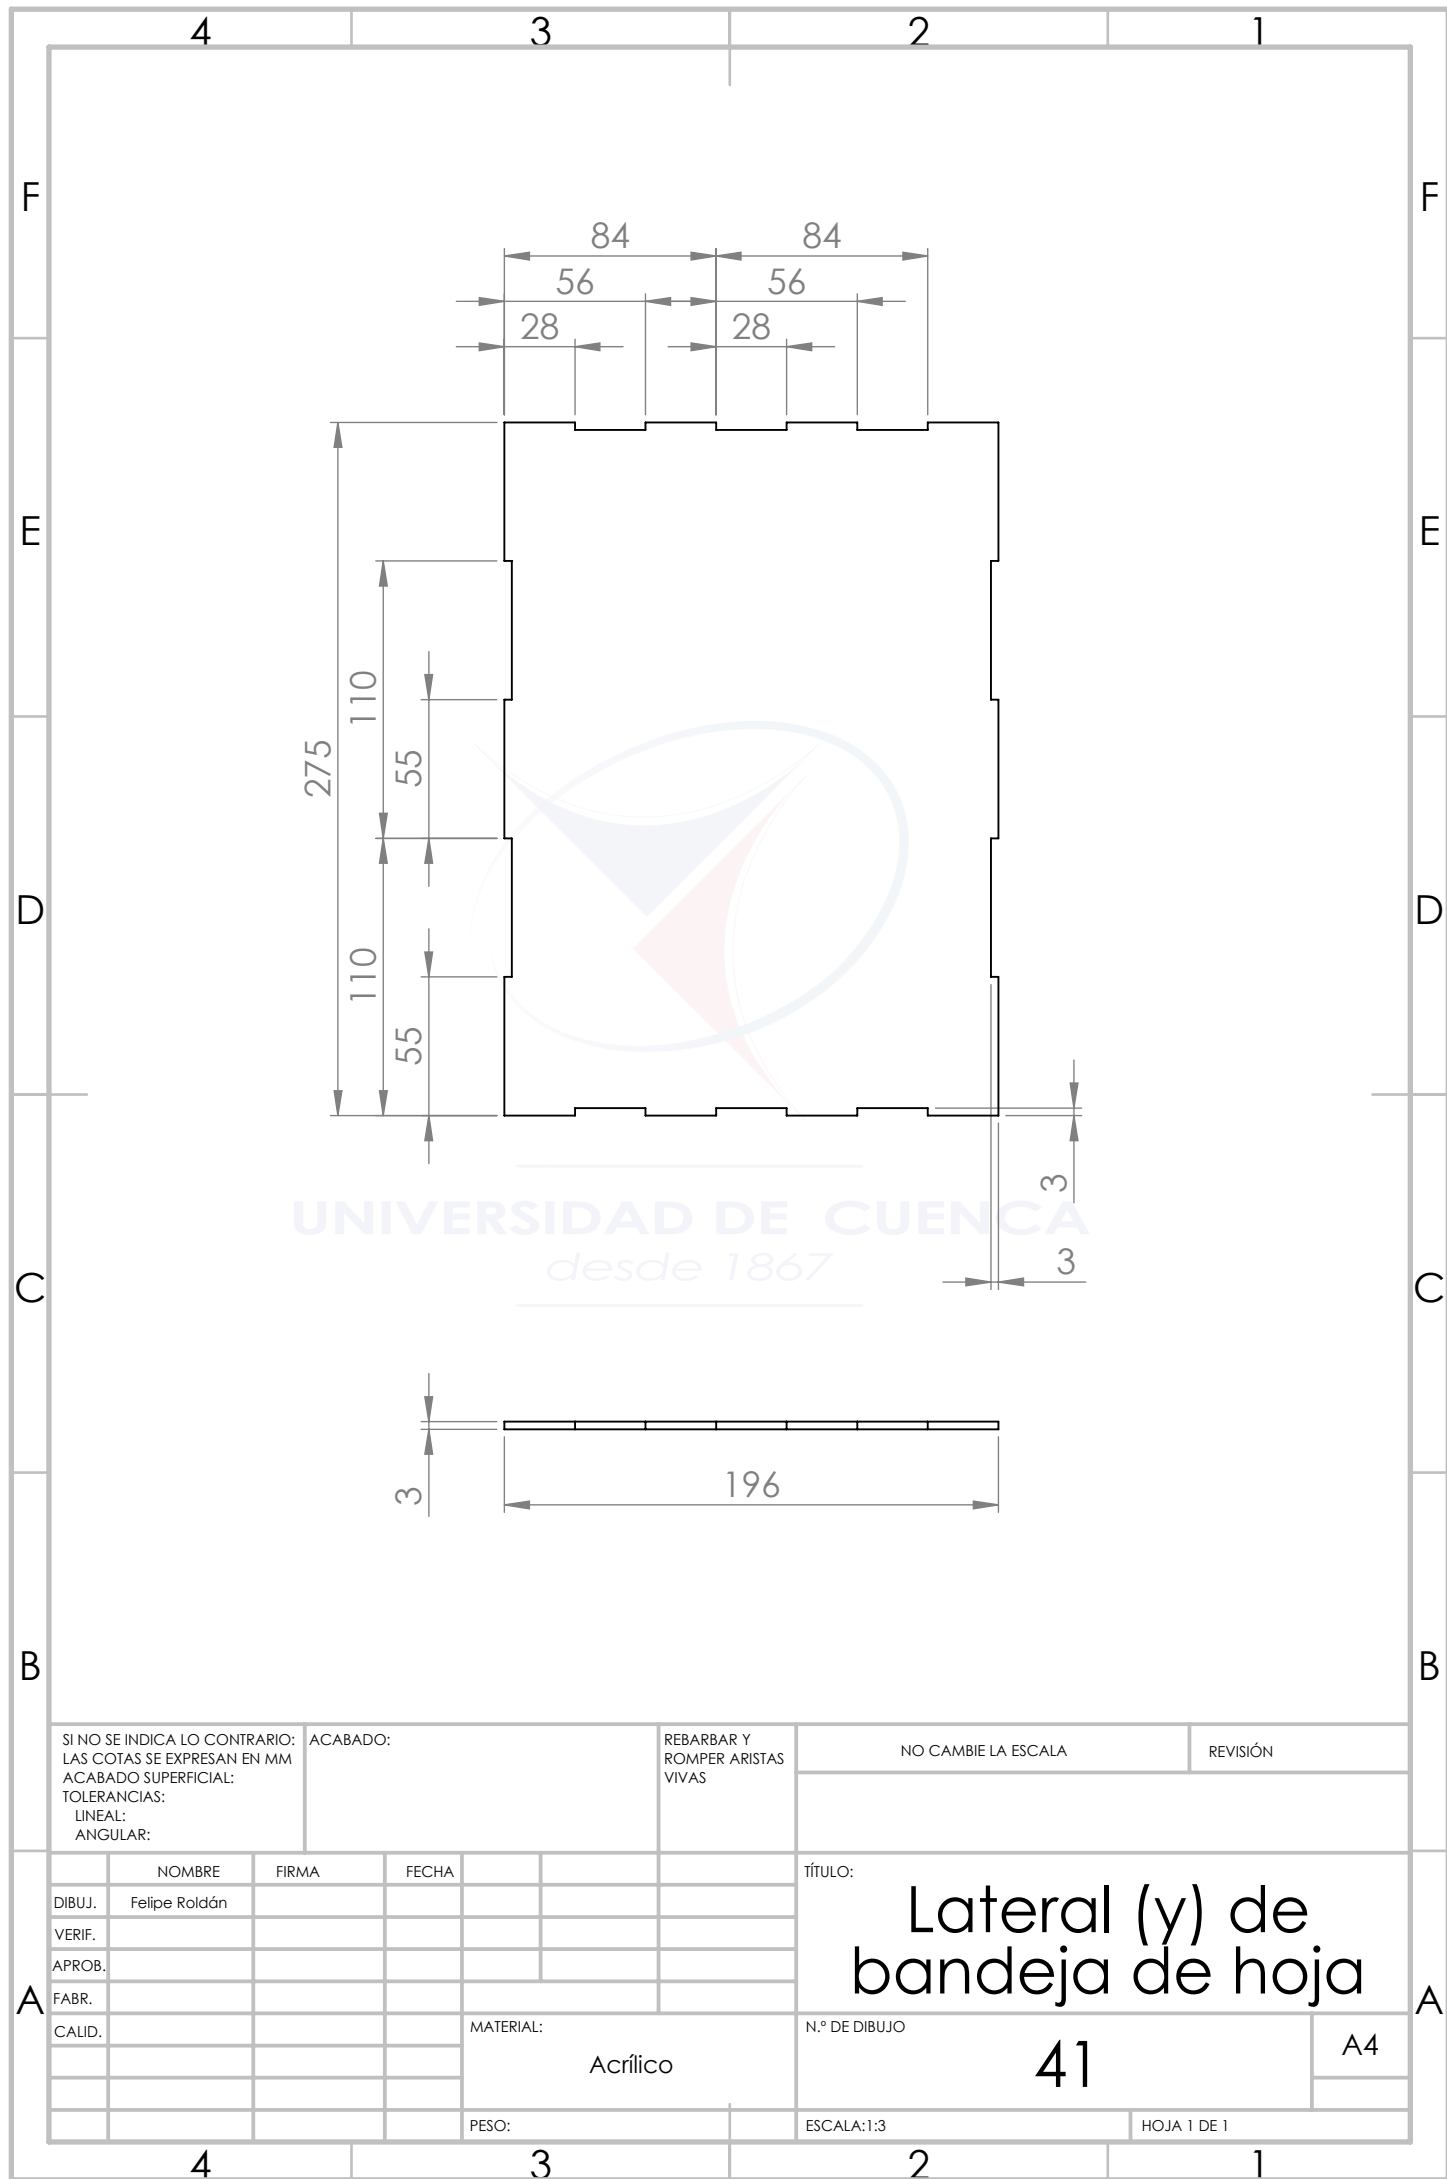 4 3 2 1
F F
84 84
56 56
28 28
E E
110
275
55
D D
110
55
3
UNIVERSIDAD DE CUENCA
desde 1867
3
C C
3
196
B B
SI NO SE INDICA LO CONTRARIO:
LAS COTAS SE EXPRESAN EN MM
ACABADO SUPERFICIAL:
TOLERANCIAS:
LINEAL:
ANGULAR:
ACABADO:
REBARBAR Y
ROMPER ARISTAS
VIVAS
NO CAMBIE LA ESCALA
REVISIÓN
NOMBRE FIRMA FECHA
DIBUJ. Felipe Roldán
VERIF.
APROB.
FABR.
CALID.
TÍTULO:
Lateral (y) de
bandeja de hoja
A A
MATERIAL:
Acrílico
N.º DE DIBUJO
41
A4
PESO:
ESCALA:1:3
HOJA 1 DE 1
4 3 2 1